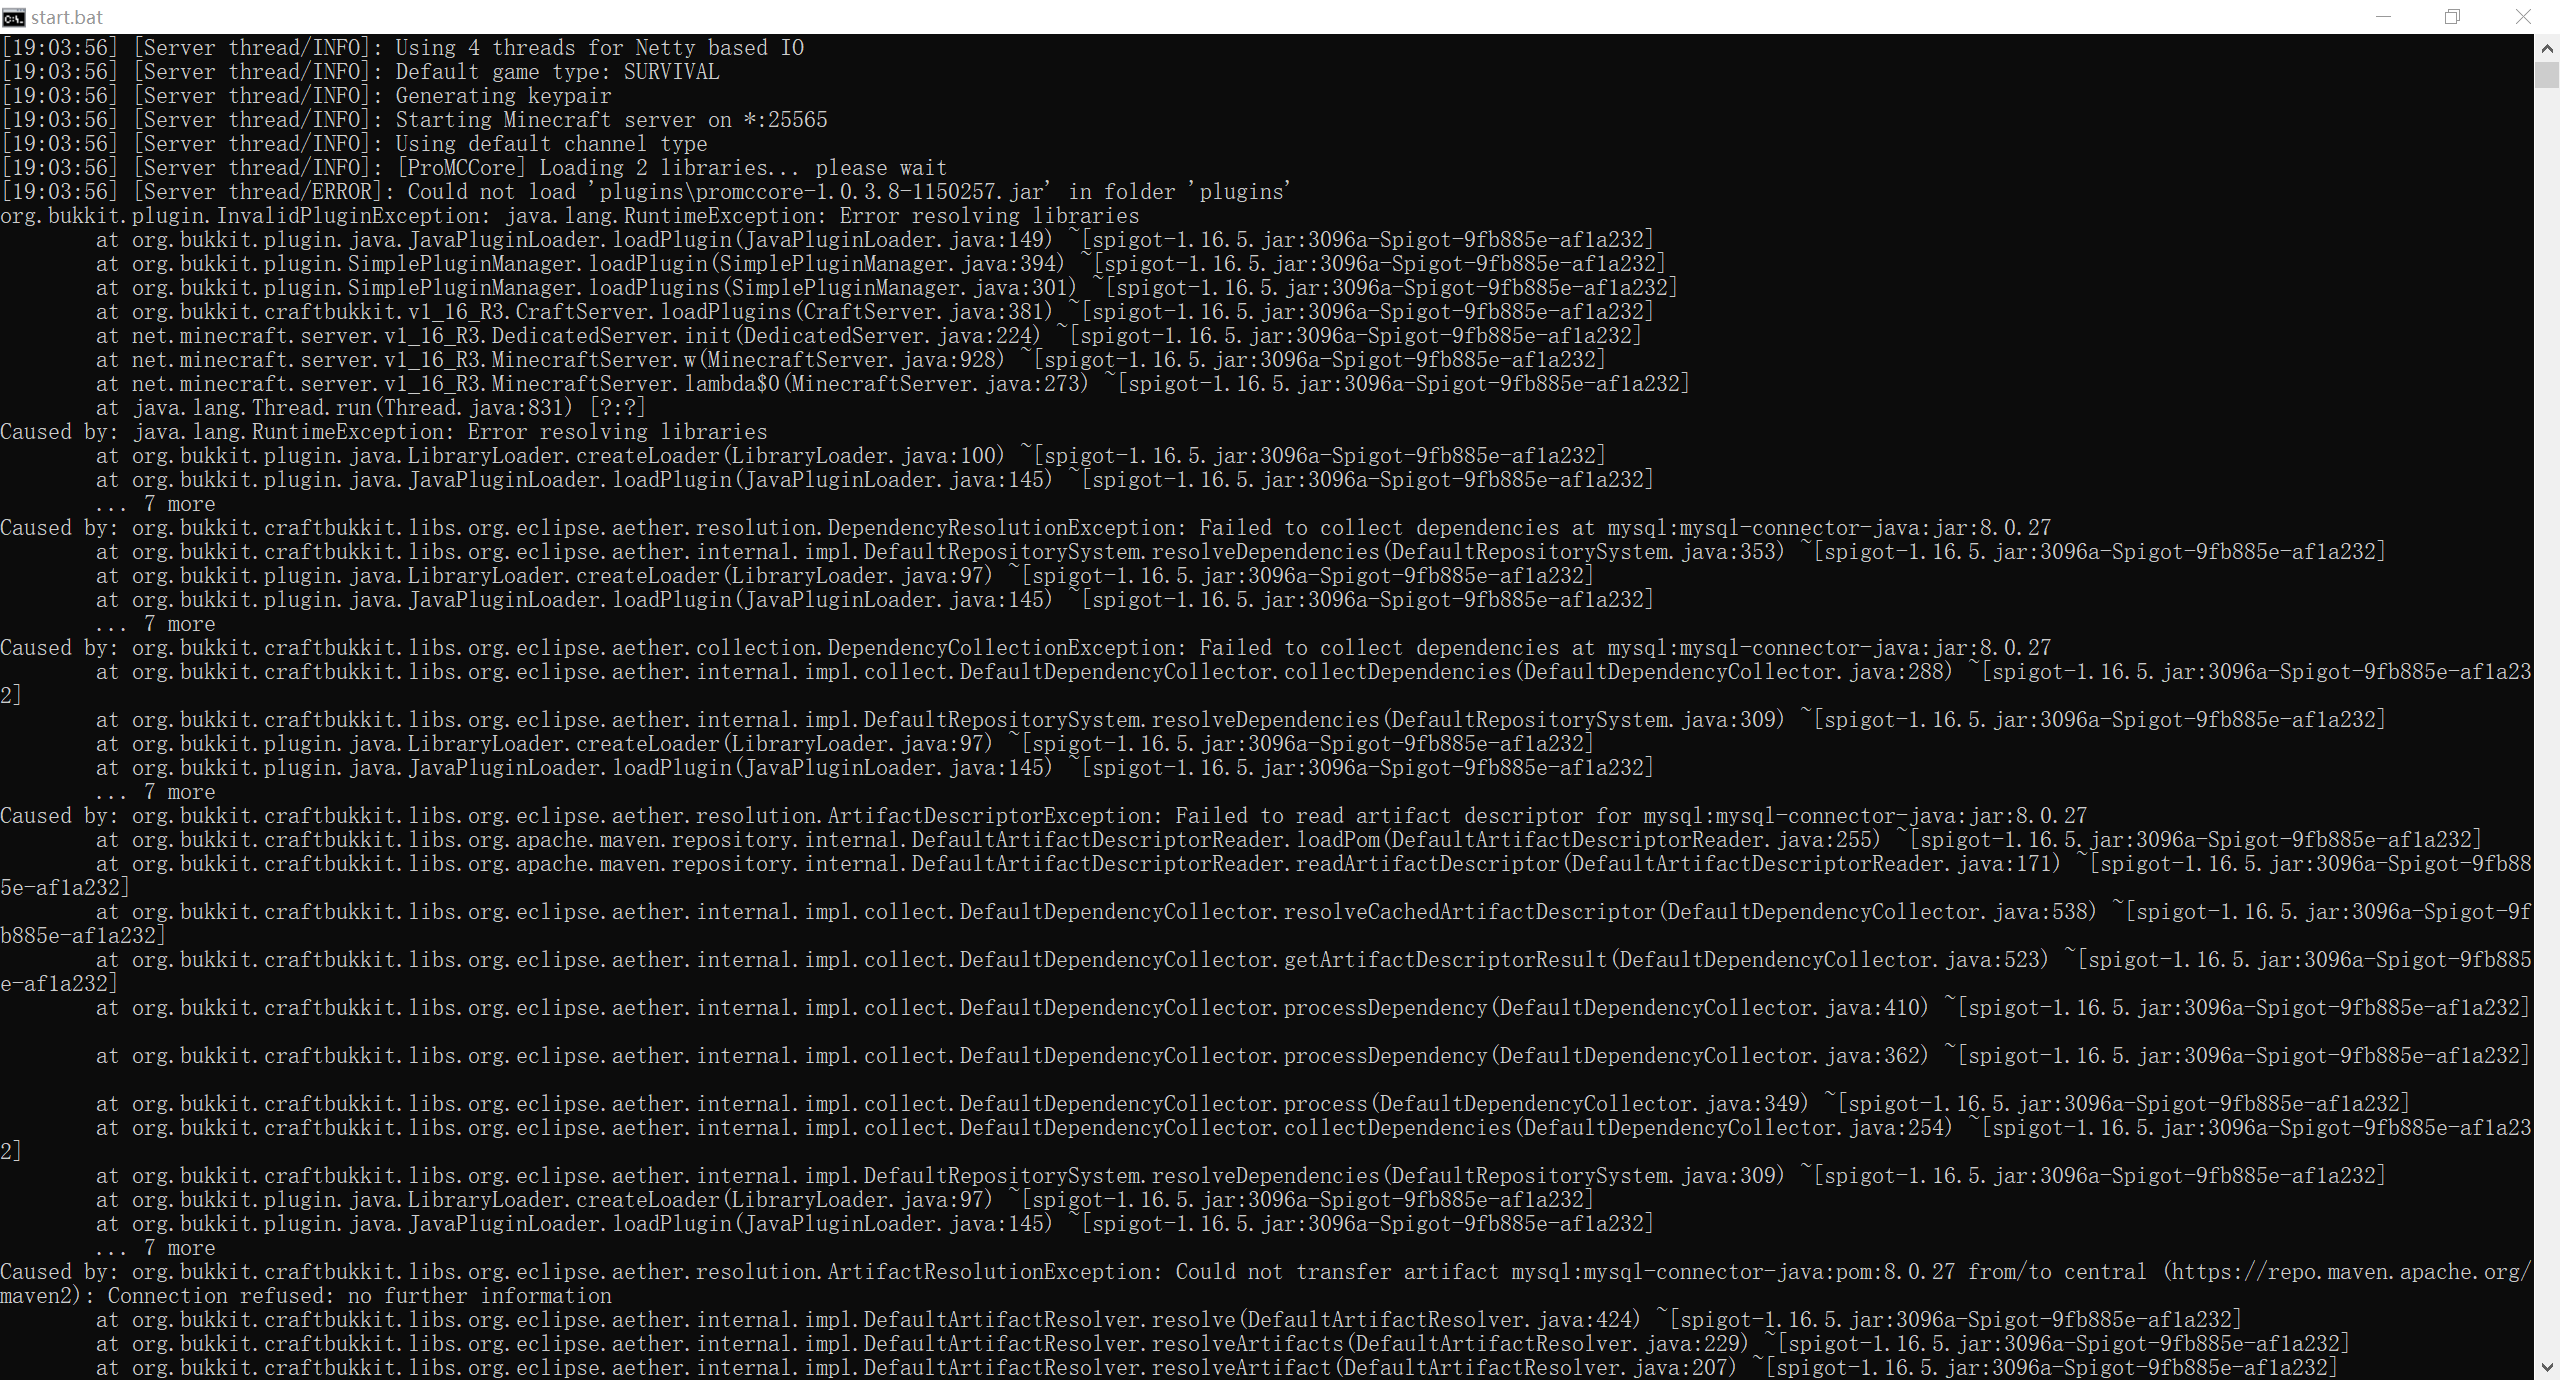 start.bat
[19:03:56] [Server thread/INFO]: Using 4 threads for Netty based IO
[19:03:56] [Server thread/INFO]: Default game type: SURVIVAL
[19:03:56] [Server thread/INFO]: Generating keypair
[19:03:56] [Server thread/INFO]: Starting Minecraft server on *:25565
[19:03:56] [Server thread/INFO]: Using default channel type
[19:03:56] [Server thread/INFO]: [ProMCCore] Loading 2 libraries... please wait
[19:03:56] [Server thread/ERROR]: Could not load 'plugins\promccore-1.0.3.8-1150257.jar' in folder 'plugins'
org.bukkit.plugin.InvalidPluginException: java.lang.RuntimeException: Error resolving libraries
at org.bukkit.plugin.java.JavaPluginLoader.loadPlugin(JavaPluginLoader.java:149) ~[spigot-1.16.5.jar:3096a-Spigot-9fb885e-af1a232]
at org.bukkit.plugin.SimplePluginManager.loadPlugin(SimplePluginManager.java:394) ~[spigot-1.16.5.jar:3096a-Spigot-9fb885e-af1a232]
at org.bukkit.plugin.SimplePluginManager.loadPlugins(SimplePluginManager.java:301) ~[spigot-1.16.5.jar:3096a-Spigot-9fb885e-af1a232]
at org.bukkit.craftbukkit.v1_16_R3.CraftServer.loadPlugins(CraftServer.java:381) ~[spigot-1.16.5.jar:3096a-Spigot-9fb885e-af1a232]
at net.minecraft.server.v1_16_R3.DedicatedServer.init(DedicatedServer.java:224) ~[spigot-1.16.5.jar:3096a-Spigot-9fb885e-af1a232]
at net.minecraft.server.v1_16_R3.MinecraftServer.w(MinecraftServer.java:928) ~[spigot-1.16.5.jar:3096a-Spigot-9fb885e-af1a232]
at net.minecraft.server.v1_16_R3.MinecraftServer.lambda$0(MinecraftServer.java:273) ~[spigot-1.16.5.jar:3096a-Spigot-9fb885e-af1a232]
at java.lang.Thread.run(Thread.java:831) [?:?]
Caused by: java.lang.RuntimeException: Error resolving libraries
at org.bukkit.plugin.java.LibraryLoader.createLoader(LibraryLoader.java:100) ~[spigot-1.16.5.jar:3096a-Spigot-9fb885e-af1a232]
at org.bukkit.plugin.java.JavaPluginLoader.loadPlugin(JavaPluginLoader.java:145) ~[spigot-1.16.5.jar:3096a-Spigot-9fb885e-af1a232]
... 7 more
Caused by: org.bukkit.craftbukkit.libs.org.eclipse.aether.resolution.DependencyResolutionException: Failed to collect dependencies at mysql:mysql-connector-java:jar:8.0.27
at org.bukkit.craftbukkit.libs.org.eclipse.aether.internal.impl.DefaultRepositorySystem.resolveDependencies(DefaultRepositorySystem.java:353) ~[spigot-1.16.5.jar:3096a-Spigot-9fb885e-af1a232]
at org.bukkit.plugin.java.LibraryLoader.createLoader(LibraryLoader.java:97) ~[spigot-1.16.5.jar:3096a-Spigot-9fb885e-af1a232]
at org.bukkit.plugin.java.JavaPluginLoader.loadPlugin(JavaPluginLoader.java:145) ~[spigot-1.16.5.jar:3096a-Spigot-9fb885e-af1a232]
... 7 more
Caused by: org.bukkit.craftbukkit.libs.org.eclipse.aether.collection.DependencyCollectionException: Failed to collect dependencies at mysql:mysql-connector-java:jar:8.0.27
at org.bukkit.craftbukkit.libs.org.eclipse.aether.internal.impl.collect.DefaultDependencyCollector.collectDependencies(DefaultDependencyCollector.java:288) ~[spigot-1.16.5.jar:3096a-Spigot-9fb885e-af1a23
2]
at org.bukkit.craftbukkit.libs.org.eclipse.aether.internal.impl.DefaultRepositorySystem.resolveDependencies(DefaultRepositorySystem.java:309) ~[spigot-1.16.5.jar:3096a-Spigot-9fb885e-af1a232]
at org.bukkit.plugin.java.LibraryLoader.createLoader(LibraryLoader.java:97) ~[spigot-1.16.5.jar:3096a-Spigot-9fb885e-af1a232]
at org.bukkit.plugin.java.JavaPluginLoader.loadPlugin(JavaPluginLoader.java:145) ~[spigot-1.16.5.jar:3096a-Spigot-9fb885e-af1a232]
... 7 more
Caused by: org.bukkit.craftbukkit.libs.org.eclipse.aether.resolution.ArtifactDescriptorException: Failed to read artifact descriptor for mysql:mysql-connector-java:jar:8.0.27
at org.bukkit.craftbukkit.libs.org.apache.maven.repository.internal.DefaultArtifactDescriptorReader.loadPom(DefaultArtifactDescriptorReader.java:255) ~[spigot-1.16.5.jar:3096a-Spigot-9fb885e-af1a232]
at org.bukkit.craftbukkit.libs.org.apache.maven.repository.internal.DefaultArtifactDescriptorReader.readArtifactDescriptor(DefaultArtifactDescriptorReader.java:171) ~[spigot-1.16.5.jar:3096a-Spigot-9fb88
5e-af1a232]
at org.bukkit.craftbukkit.libs.org.eclipse.aether.internal.impl.collect.DefaultDependencyCollector.resolveCachedArtifactDescriptor(DefaultDependencyCollector.java:538) ~[spigot-1.16.5.jar:3096a-Spigot-9f
b885e-af1a232]
at org.bukkit.craftbukkit.libs.org.eclipse.aether.internal.impl.collect.DefaultDependencyCollector.getArtifactDescriptorResult(DefaultDependencyCollector.java:523) ~[spigot-1.16.5.jar:3096a-Spigot-9fb885
e-af1a232]
at org.bukkit.craftbukkit.libs.org.eclipse.aether.internal.impl.collect.DefaultDependencyCollector.processDependency(DefaultDependencyCollector.java:410) ~[spigot-1.16.5.jar:3096a-Spigot-9fb885e-af1a232]
at org.bukkit.craftbukkit.libs.org.eclipse.aether.internal.impl.collect.DefaultDependencyCollector.processDependency(DefaultDependencyCollector.java:362) ~[spigot-1.16.5.jar:3096a-Spigot-9fb885e-af1a232]
at org.bukkit.craftbukkit.libs.org.eclipse.aether.internal.impl.collect.DefaultDependencyCollector.process(DefaultDependencyCollector.java:349) ~[spigot-1.16.5.jar:3096a-Spigot-9fb885e-af1a232]
at org.bukkit.craftbukkit.libs.org.eclipse.aether.internal.impl.collect.DefaultDependencyCollector.collectDependencies(DefaultDependencyCollector.java:254) ~[spigot-1.16.5.jar:3096a-Spigot-9fb885e-af1a23
2]
at org.bukkit.craftbukkit.libs.org.eclipse.aether.internal.impl.DefaultRepositorySystem.resolveDependencies(DefaultRepositorySystem.java:309) ~[spigot-1.16.5.jar:3096a-Spigot-9fb885e-af1a232]
at org.bukkit.plugin.java.LibraryLoader.createLoader(LibraryLoader.java:97) ~[spigot-1.16.5.jar:3096a-Spigot-9fb885e-af1a232]
at org.bukkit.plugin.java.JavaPluginLoader.loadPlugin(JavaPluginLoader.java:145) ~[spigot-1.16.5.jar:3096a-Spigot-9fb885e-af1a232]
... 7 more
Caused by: org.bukkit.craftbukkit.libs.org.eclipse.aether.resolution.ArtifactResolutionException: Could not transfer artifact mysql:mysql-connector-java:pom:8.0.27 from/to central (https://repo.maven.apache.org/
maven2): Connection refused: no further information
at org.bukkit.craftbukkit.libs.org.eclipse.aether.internal.impl.DefaultArtifactResolver.resolve(DefaultArtifactResolver.java:424) ~[spigot-1.16.5.jar:3096a-Spigot-9fb885e-af1a232]
at org.bukkit.craftbukkit.libs.org.eclipse.aether.internal.impl.DefaultArtifactResolver.resolveArtifacts(DefaultArtifactResolver.java:229) ~[spigot-1.16.5.jar:3096a-Spigot-9fb885e-af1a232]
at org.bukkit.craftbukkit.libs.org.eclipse.aether.internal.impl.DefaultArtifactResolver.resolveArtifact(DefaultArtifactResolver.java:207) ~[spigot-1.16.5.jar:3096a-Spigot-9fb885e-af1a232]